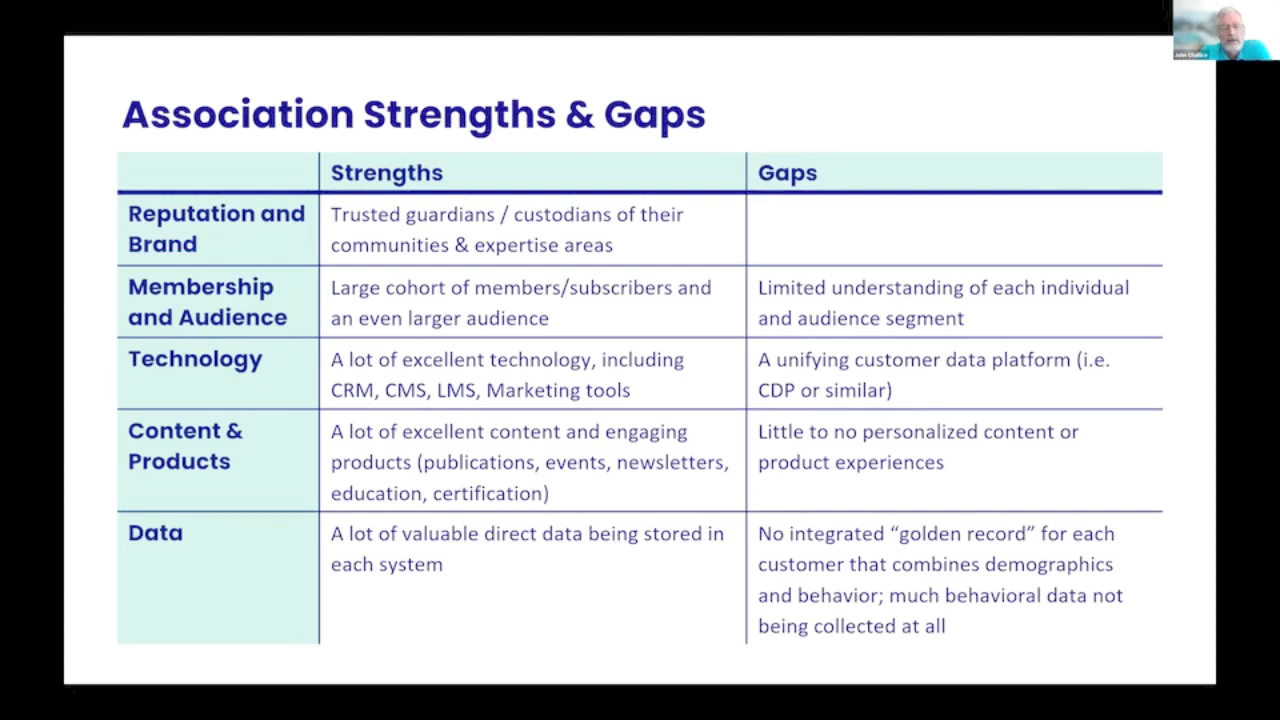 Association Strengths & Gaps
Strengths
Gaps
Reputation and
Brand
Trusted guardians / custodians of their
communities & expertise areas
Membership
and Audience
Large cohort of members/subscribers and
an even larger audience
Limited understanding of each individual
and audience segment
Technology
A lot of excellent technology, including
CRM, CMS, LMS, Marketing tools
A unifying customer data platform (i.e.
CDP or similar)
Content &
Products
A lot of excellent content and engaging
products (publications, events, newsletters,
education, certification)
Little to no personalized content or
product experiences
Data
A lot of valuable direct data being stored in
each system
No integrated “golden record” for each
customer that combines demographics
and behavior; much behavioral data not
being collected at all
John